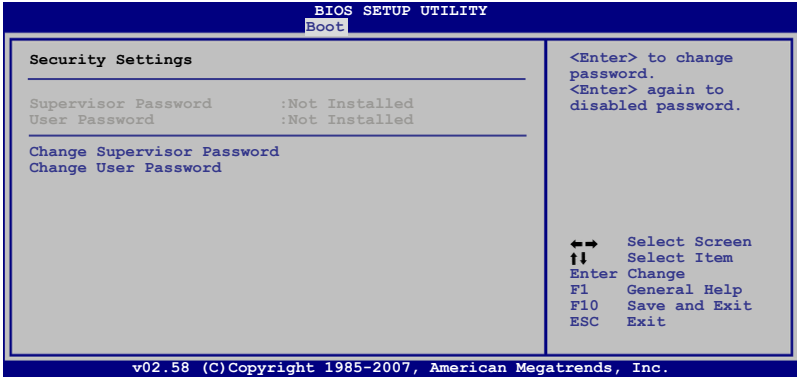 BIOS SETUP UTILITY
Boot
Security Settings
Supervisor Password :Not Installed
User Password :Not Installed
Change Supervisor Password
Change User Password
<Enter> to change
password.
<Enter> again to
disabled password.
←→ Select Screen
↑↓ Select Item
Enter Change
F1 General Help
F10 Save and Exit
ESC Exit
v02.58 (C)Copyright 1985-2007, American Megatrends, Inc.